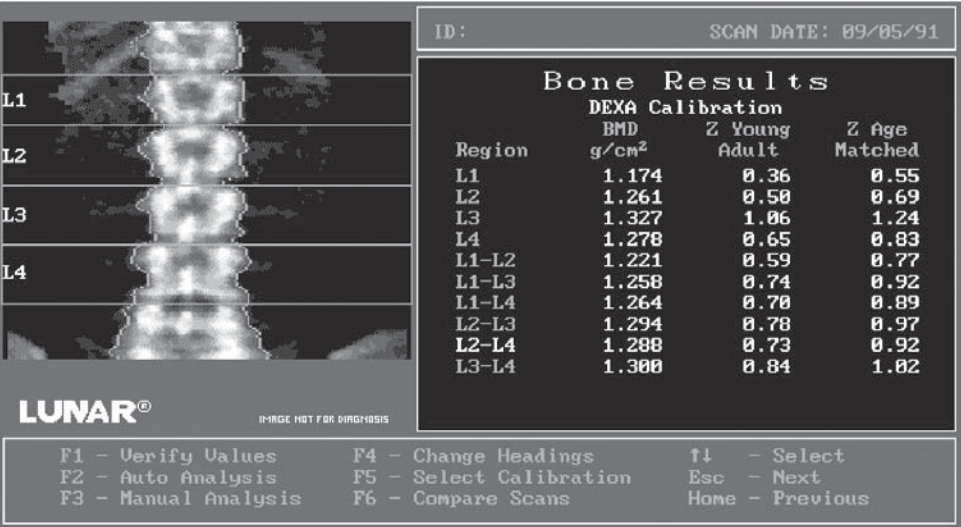 L1
L2
L3
L4
LUNAR®
IMAGE NOT FOR DIAGNOSIS
ID: SCAN DATE: 09/05/91
Bone Results
DEXA Calibration
BMD Z Young Z Age
Region g/cm² Adult Matched
L1 1.174 0.36 0.55
L2 1.261 0.50 0.69
L3 1.327 1.06 1.24
L4 1.278 0.65 0.83
L1-L2 1.221 0.59 0.77
L1-L3 1.258 0.74 0.92
L1-L4 1.264 0.70 0.89
L2-L3 1.294 0.78 0.97
L2-L4 1.288 0.73 0.92
L3-L4 1.300 0.84 1.02
F1 - Verify Values F4 - Change Headings ↑↓ - Select
F2 - Auto Analysis F5 - Select Calibration Esc - Next
F3 - Manual Analysis F6 - Compare Scans Home - Previous